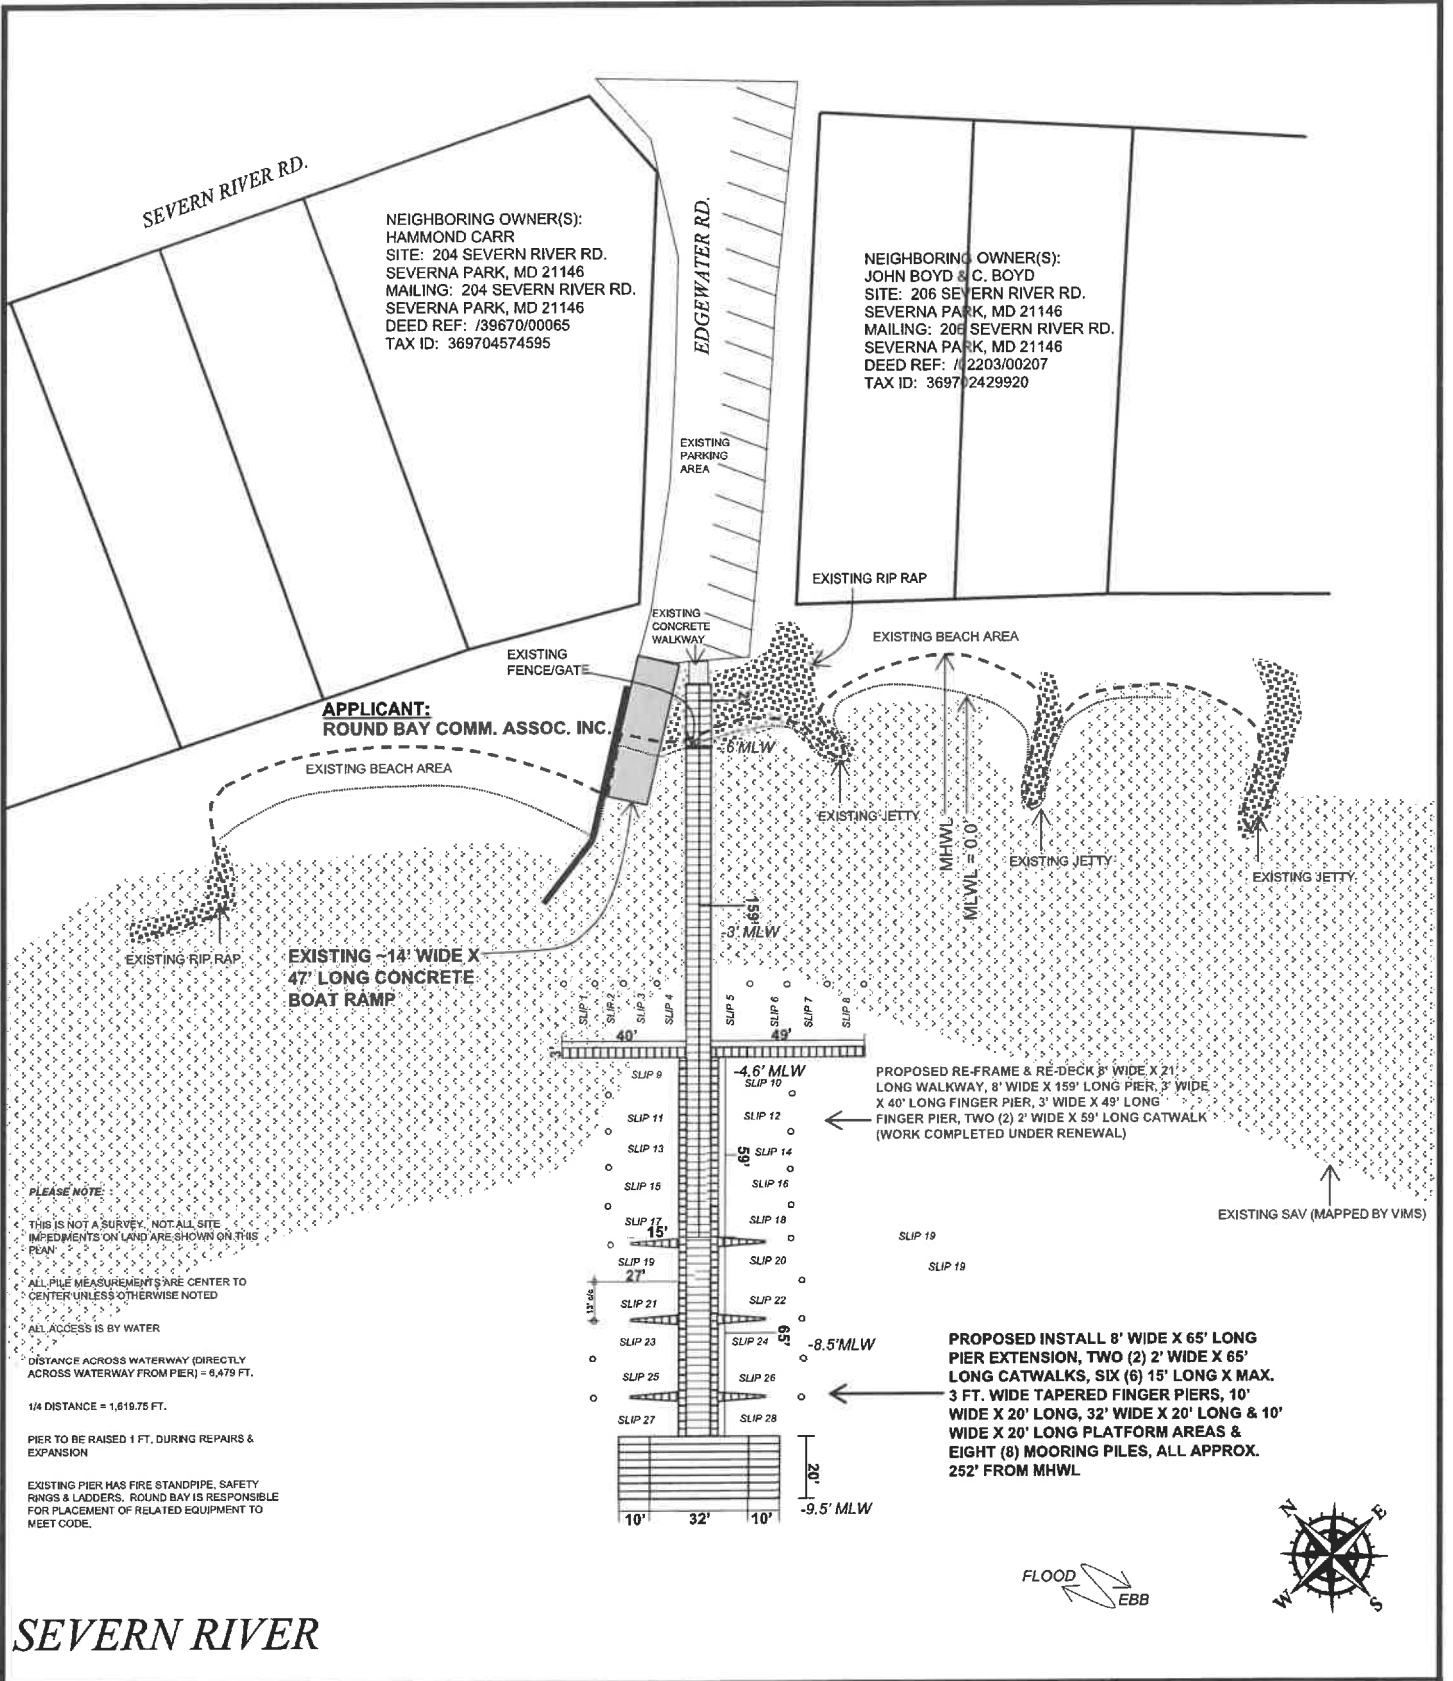 SEVERN RIVER RD.
NEIGHBORING OWNER(S):
HAMMOND CARR
SITE: 204 SEVERN RIVER RD.
SEVERNA PARK, MD 21146
MAILING: 204 SEVERN RIVER RD.
SEVERNA PARK, MD 21146
DEED REF: /39670/00065
TAX ID: 369704574595
EDGEWATER RD.
NEIGHBORING OWNER(S):
JOHN BOYD & C. BOYD
SITE: 206 SEVERN RIVER RD.
SEVERNA PARK, MD 21146
MAILING: 206 SEVERN RIVER RD.
SEVERNA PARK, MD 21146
DEED REF: /02203/00207
TAX ID: 369702429920
EXISTING
PARKING
AREA
EXISTING RIP RAP
EXISTING
CONCRETE
WALKWAY
EXISTING BEACH AREA
EXISTING
FENCE/GATE
APPLICANT:
ROUND BAY COMM. ASSOC. INC.
21'
-.6'MLW
EXISTING BEACH AREA
EXISTING JETTY
MHWL
MLWL = 0.0'
EXISTING JETTY
EXISTING JETTY
159'
-3' MLW
EXISTING RIP RAP
EXISTING ~14' WIDE X
47' LONG CONCRETE
BOAT RAMP
SLIP 1
SLIP 2
SLIP 3
SLIP 4
SLIP 5
SLIP 6
SLIP 7
SLIP 8
40'
49'
3'
SLIP 9
-4.6' MLW
SLIP 10
SLIP 11
SLIP 12
SLIP 13
59'
SLIP 14
SLIP 15
SLIP 16
SLIP 17
SLIP 18
15'
SLIP 19
SLIP 20
27'
13' c/c
SLIP 21
SLIP 22
SLIP 23
SLIP 24
65'
-8.5'MLW
SLIP 25
SLIP 26
SLIP 27
SLIP 28
20'
-9.5' MLW
10'
32'
10'
PROPOSED RE-FRAME & RE-DECK 8' WIDE X 21'
LONG WALKWAY, 8' WIDE X 159' LONG PIER, 3' WIDE
X 40' LONG FINGER PIER, 3' WIDE X 49' LONG
FINGER PIER, TWO (2) 2' WIDE X 59' LONG CATWALK
(WORK COMPLETED UNDER RENEWAL)
EXISTING SAV (MAPPED BY VIMS)
SLIP 19
SLIP 19
PROPOSED INSTALL 8' WIDE X 65' LONG
PIER EXTENSION, TWO (2) 2' WIDE X 65'
LONG CATWALKS, SIX (6) 15' LONG X MAX.
3 FT. WIDE TAPERED FINGER PIERS, 10'
WIDE X 20' LONG, 32' WIDE X 20' LONG & 10'
WIDE X 20' LONG PLATFORM AREAS &
EIGHT (8) MOORING PILES, ALL APPROX.
252' FROM MHWL
PLEASE NOTE:
THIS IS NOT A SURVEY. NOT ALL SITE
IMPEDIMENTS ON LAND ARE SHOWN ON THIS
PLAN
ALL PILE MEASUREMENTS ARE CENTER TO
CENTER UNLESS OTHERWISE NOTED
ALL ACCESS IS BY WATER
DISTANCE ACROSS WATERWAY (DIRECTLY
ACROSS WATERWAY FROM PIER) = 6,479 FT.
1/4 DISTANCE = 1,619.75 FT.
PIER TO BE RAISED 1 FT. DURING REPAIRS &
EXPANSION
EXISTING PIER HAS FIRE STANDPIPE, SAFETY
RINGS & LADDERS. ROUND BAY IS RESPONSIBLE
FOR PLACEMENT OF RELATED EQUIPMENT TO
MEET CODE.
N
E
W
S
FLOOD
EBB
SEVERN RIVER